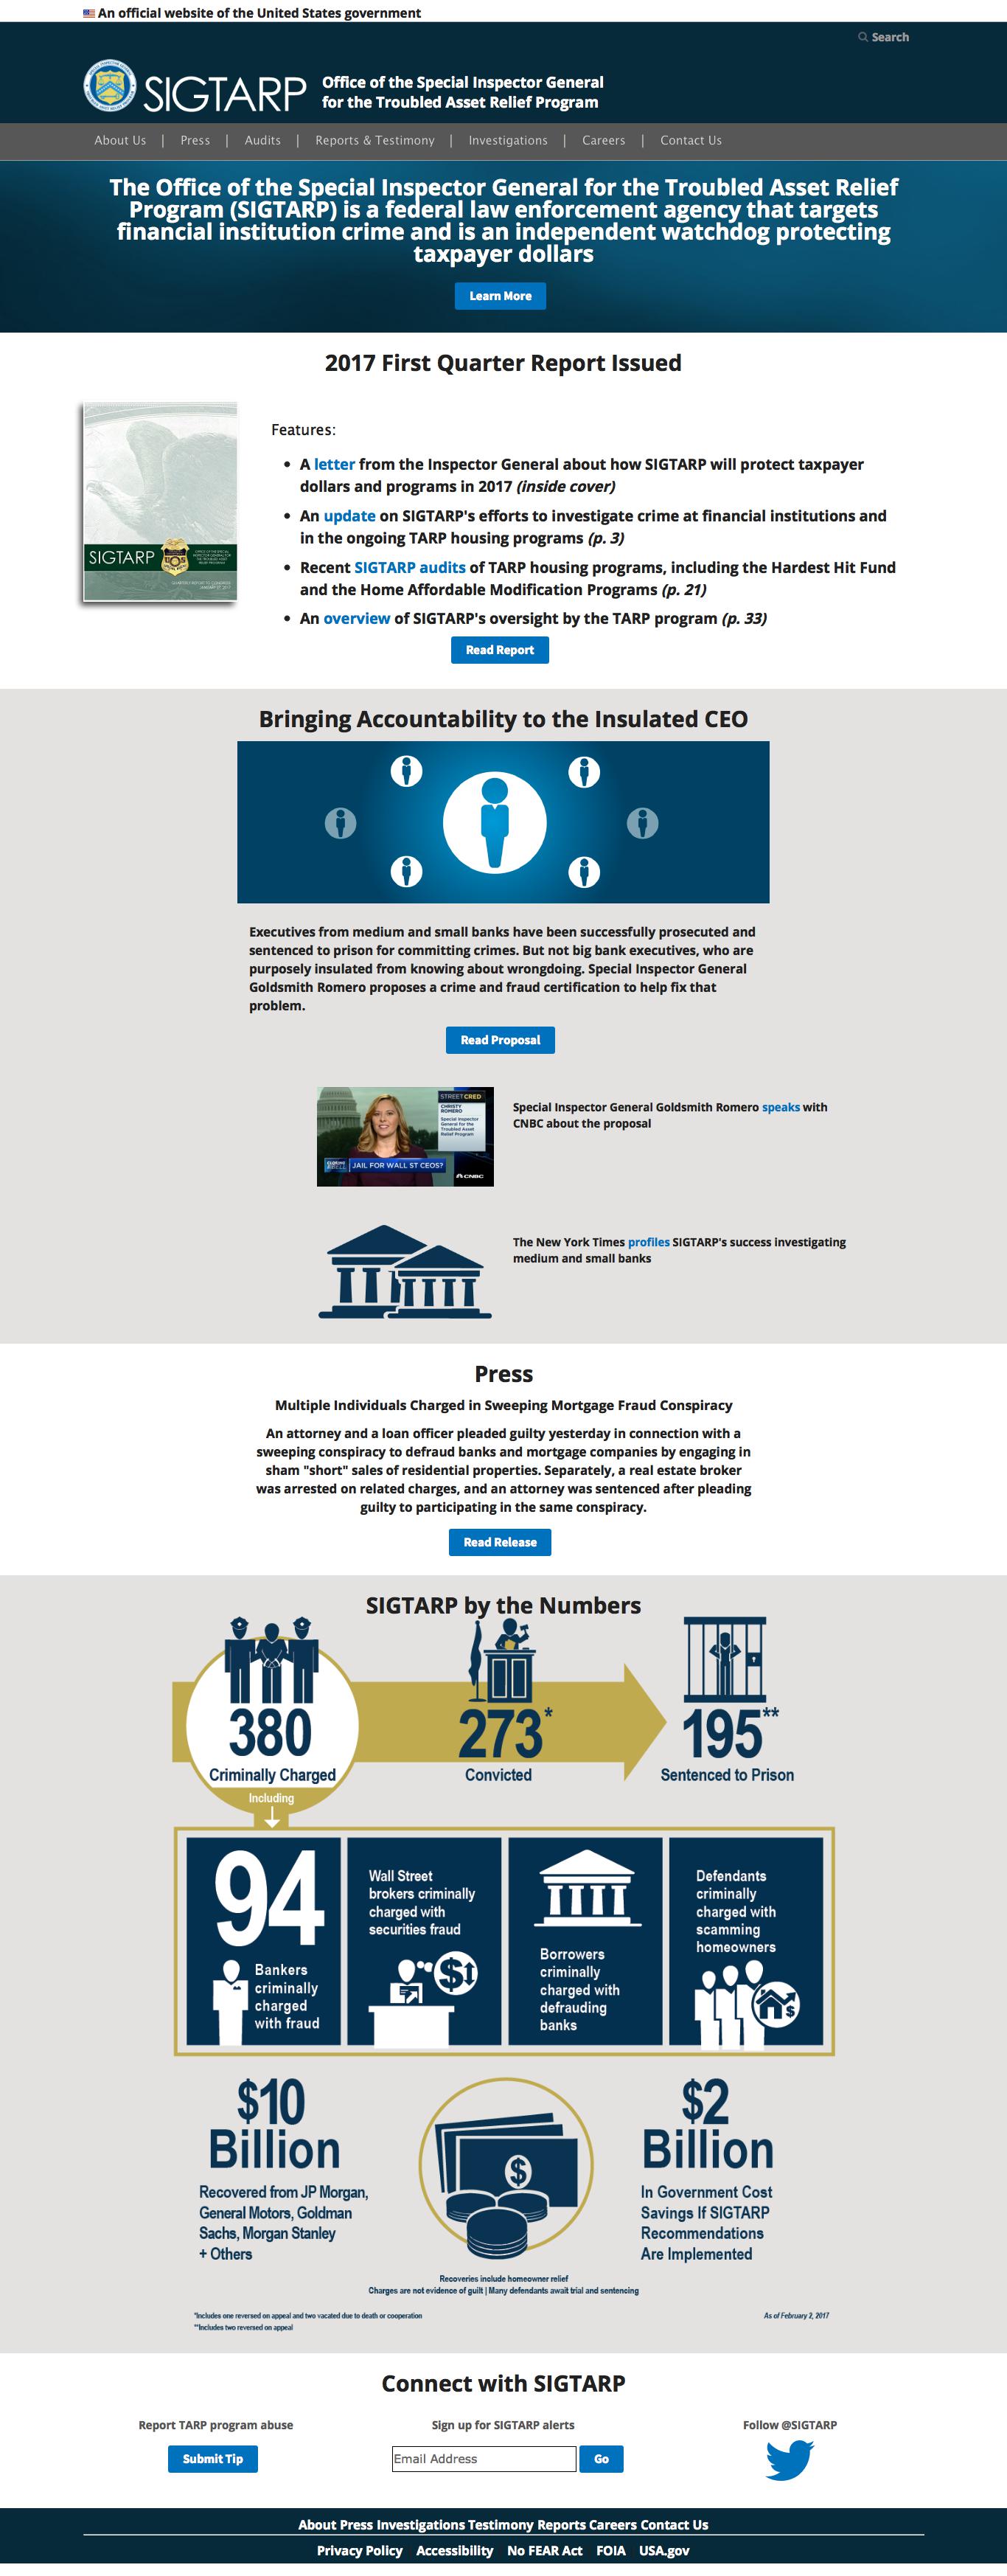 An official website of the United States government
Search
SIGTARP
Office of the Special Inspector General
for the Troubled Asset Relief Program
About Us | Press | Audits | Reports & Testimony | Investigations | Careers | Contact Us
The Office of the Special Inspector General for the Troubled Asset Relief
Program (SIGTARP) is a federal law enforcement agency that targets
financial institution crime and is an independent watchdog protecting
taxpayer dollars
Learn More
2017 First Quarter Report Issued
SIGTARP
Features:
• A letter from the Inspector General about how SIGTARP will protect taxpayer
dollars and programs in 2017 (inside cover)
• An update on SIGTARP's efforts to investigate crime at financial institutions and
in the ongoing TARP housing programs (p. 3)
• Recent SIGTARP audits of TARP housing programs, including the Hardest Hit Fund
and the Home Affordable Modification Programs (p. 21)
• An overview of SIGTARP's oversight by the TARP program (p. 33)
Read Report
Bringing Accountability to the Insulated CEO
Executives from medium and small banks have been successfully prosecuted and
sentenced to prison for committing crimes. But not big bank executives, who are
purposely insulated from knowing about wrongdoing. Special Inspector General
Goldsmith Romero proposes a crime and fraud certification to help fix that
problem.
Read Proposal
STREET CRED
CHRISTY
ROMERO
Special Inspector
General for the
Troubled Asset
Relief Program
CLOSING
BELL
JAIL FOR WALL ST CEOS?
CNBC
Special Inspector General Goldsmith Romero speaks with
CNBC about the proposal
The New York Times profiles SIGTARP's success investigating
medium and small banks
Press
Multiple Individuals Charged in Sweeping Mortgage Fraud Conspiracy
An attorney and a loan officer pleaded guilty yesterday in connection with a
sweeping conspiracy to defraud banks and mortgage companies by engaging in
sham "short" sales of residential properties. Separately, a real estate broker
was arrested on related charges, and an attorney was sentenced after pleading
guilty to participating in the same conspiracy.
Read Release
SIGTARP by the Numbers
380
Criminally Charged
Including
273*
Convicted
195**
Sentenced to Prison
94
Bankers
criminally
charged
with fraud
Wall Street
brokers criminally
charged with
securities fraud
$
Borrowers
criminally
charged with
defrauding
banks
Defendants
criminally
charged with
scamming
homeowners
$
$10
Billion
Recovered from JP Morgan,
General Motors, Goldman
Sachs, Morgan Stanley
+ Others
$
$2
Billion
In Government Cost
Savings If SIGTARP
Recommendations
Are Implemented
Recoveries include homeowner relief
Charges are not evidence of guilt | Many defendants await trial and sentencing
*Includes one reversed on appeal and two vacated due to death or cooperation
**Includes two reversed on appeal
As of February 2, 2017
Connect with SIGTARP
Report TARP program abuse
Submit Tip
Sign up for SIGTARP alerts
Email Address
Go
Follow @SIGTARP
About Press Investigations Testimony Reports Careers Contact Us
Privacy Policy Accessibility No FEAR Act FOIA USA.gov